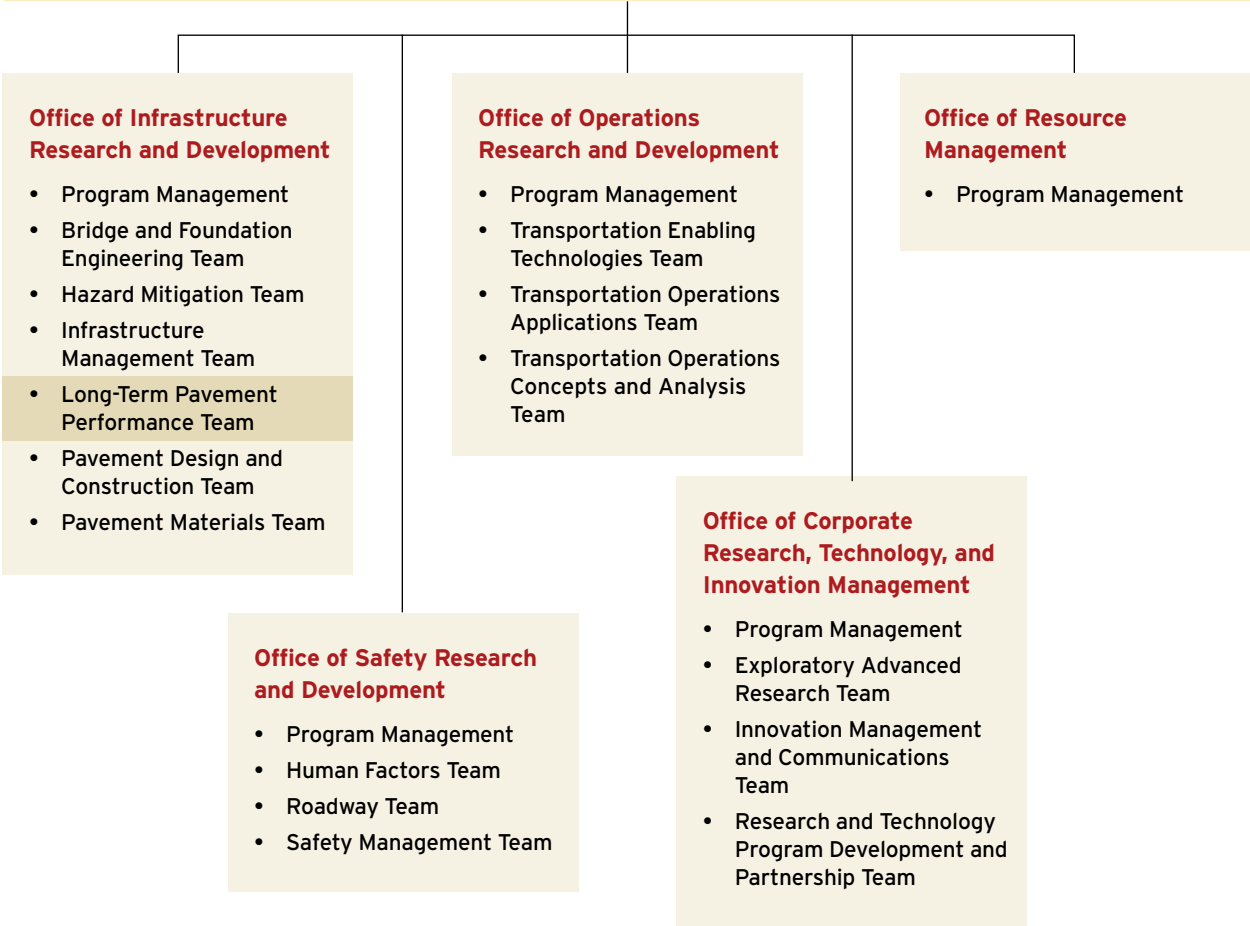 Office of Infrastructure
Research and Development
• Program Management
• Bridge and Foundation
Engineering Team
• Hazard Mitigation Team
• Infrastructure
Management Team
• Long-Term Pavement
Performance Team
• Pavement Design and
Construction Team
• Pavement Materials Team
Office of Safety Research
and Development
• Program Management
• Human Factors Team
• Roadway Team
• Safety Management Team
Office of Operations
Research and Development
• Program Management
• Transportation Enabling
Technologies Team
• Transportation Operations
Applications Team
• Transportation Operations
Concepts and Analysis
Team
Office of Corporate
Research, Technology, and
Innovation Management
• Program Management
• Exploratory Advanced
Research Team
• Innovation Management
and Communications
Team
• Research and Technology
Program Development and
Partnership Team
Office of Resource
Management
• Program Management